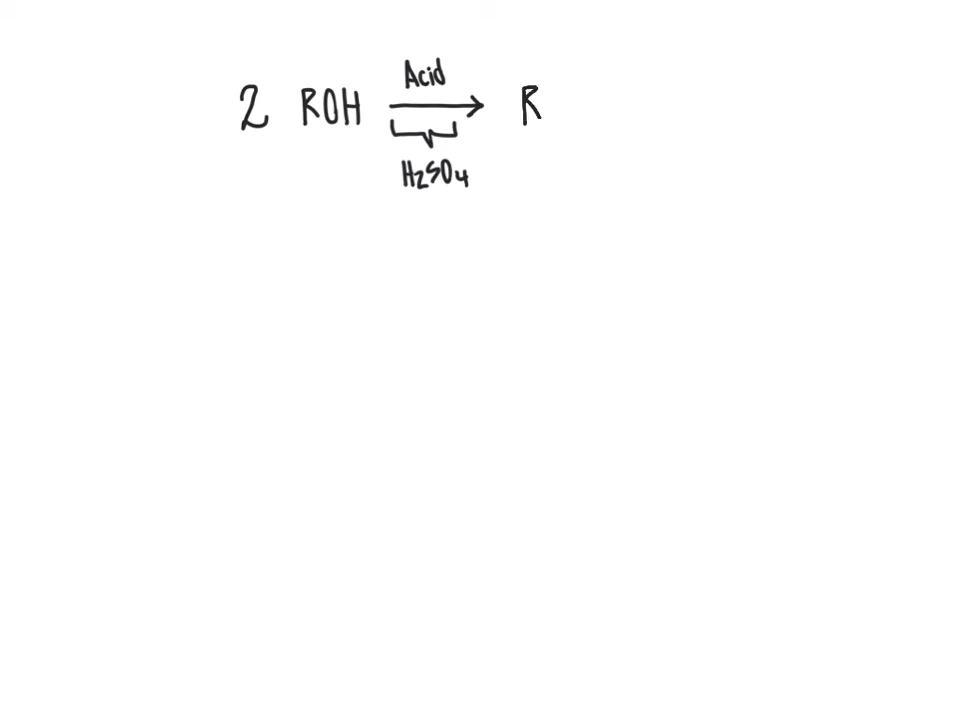 Acid
2 ROH → R
H₂SO₄